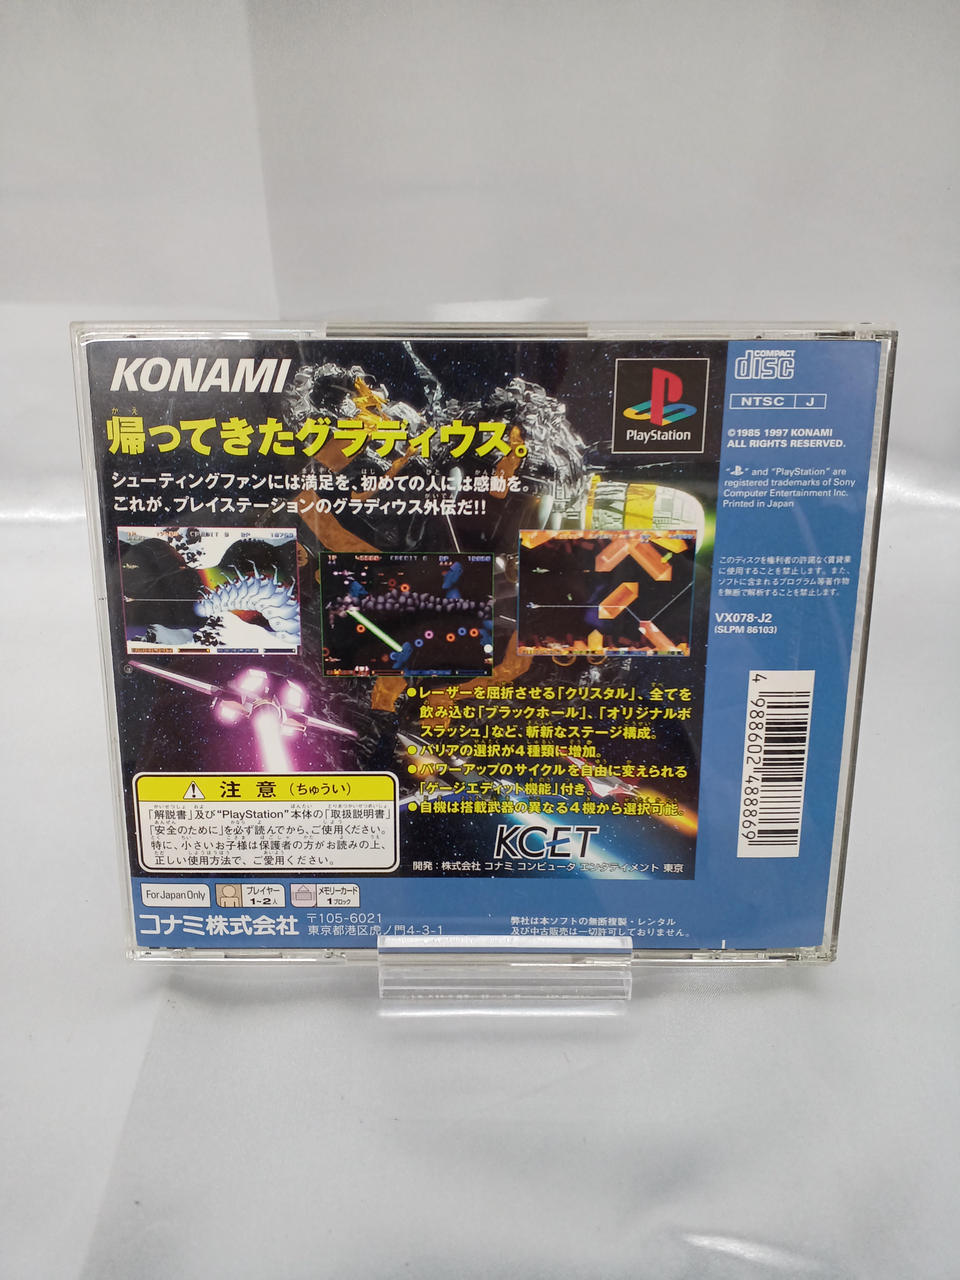 KONAMI
帰ってきたグラディウス。
シューティングファンには満足を、初めての人には感動を。
これが、プレイステーションのグラディウス外伝だ!!
PlayStation
COMPACT
disc
NTSC J
©1985 1997 KONAMI
ALL RIGHTS RESERVED.
"PS" and "PlayStation" are
registered trademarks of Sony
Computer Entertainment Inc.
Printed in Japan
このディスクを権利者の許諾なく賃貸業
に使用することを禁止します。また、
ソフトに含まれるプログラム等著作物
を無断で解析することを禁止します。
VX078-J2
(SLPM 86103)
4 988602 488869
CREDIT 6
●レーザーを屈折させる「クリスタル」、全てを
飲み込む「ブラックホール」、「オリジナルボ
スラッシュ」など、斬新なステージ構成。
●バリアの選択が4種類に増加。
●パワーアップのサイクルを自由に変えられる
「ゲージエディット機能」付き。
●自機は搭載武器の異なる4機から選択可能。
KCET
開発：株式会社 コナミ コンピュータ エンタテイメント 東京
注意（ちゅうい）
「解説書」及び"PlayStation"本体の「取扱説明書」
「安全のために」を必ず読んでから、ご使用ください。
特に、小さいお子様は保護者の方がお読みの上、
正しい使用方法で、ご愛用ください。
For Japan Only
プレイヤー
1~2人
メモリーカード
1ブロック
コナミ株式会社
〒105-6021
東京都港区虎ノ門4-3-1
弊社は本ソフトの無断複製・レンタル
及び中古販売は一切許可しておりません。